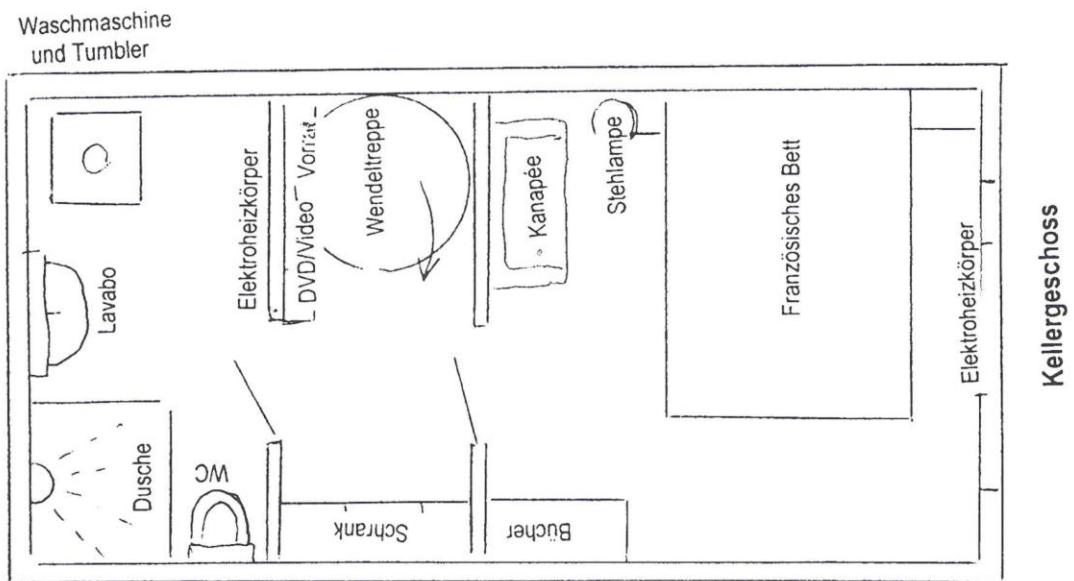 Waschmaschine
und Tumbler
Lavabo
Dusche
WC
Elektroheizkörper
DVD/Video Vorrat
Wendeltreppe
Schrank
Kanapée
Bücher
Stehlampe
Französisches Bett
Elektroheizkörper
Kellergeschoss